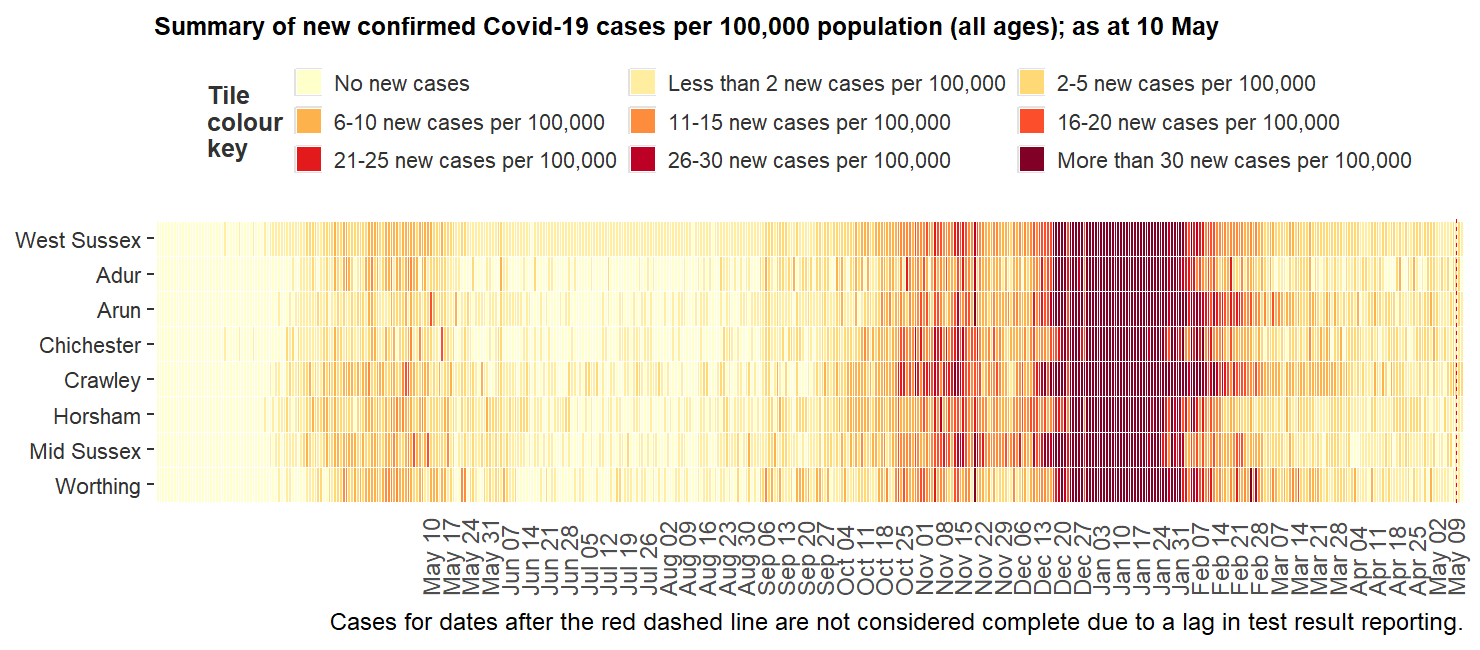 Summary of new confirmed Covid-19 cases per 100,000 population (all ages); as at 10 May
Tile
colour
key
No new cases
Less than 2 new cases per 100,000
2-5 new cases per 100,000
6-10 new cases per 100,000
11-15 new cases per 100,000
16-20 new cases per 100,000
21-25 new cases per 100,000
26-30 new cases per 100,000
More than 30 new cases per 100,000
West Sussex
Adur
Arun
Chichester
Crawley
Horsham
Mid Sussex
Worthing
May 10
May 17
May 24
May 31
Jun 07
Jun 14
Jun 21
Jun 28
Jul 05
Jul 12
Jul 19
Jul 26
Aug 02
Aug 09
Aug 16
Aug 23
Aug 30
Sep 06
Sep 13
Sep 20
Sep 27
Oct 04
Oct 11
Oct 18
Oct 25
Nov 01
Nov 08
Nov 15
Nov 22
Nov 29
Dec 06
Dec 13
Dec 20
Dec 27
Jan 03
Jan 10
Jan 17
Jan 24
Jan 31
Feb 07
Feb 14
Feb 21
Feb 28
Mar 07
Mar 14
Mar 21
Mar 28
Apr 04
Apr 11
Apr 18
Apr 25
May 02
May 09
Cases for dates after the red dashed line are not considered complete due to a lag in test result reporting.